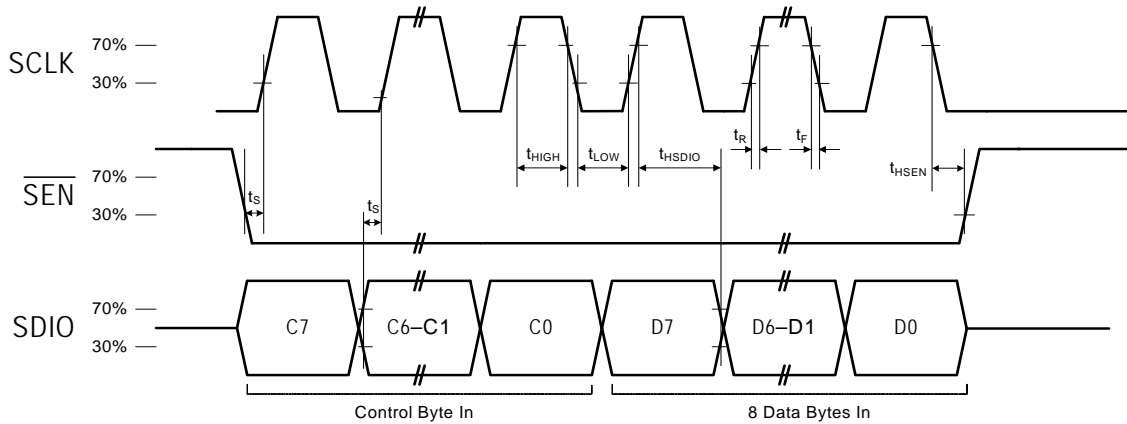 SCLK
70%
30%
tR
tF
tHIGH
tLOW
tHSDIO
tHSEN
SEN
70%
30%
tS
tS
SDIO
70%
30%
C7
C6–C1
C0
D7
D6–D1
D0
Control Byte In
8 Data Bytes In